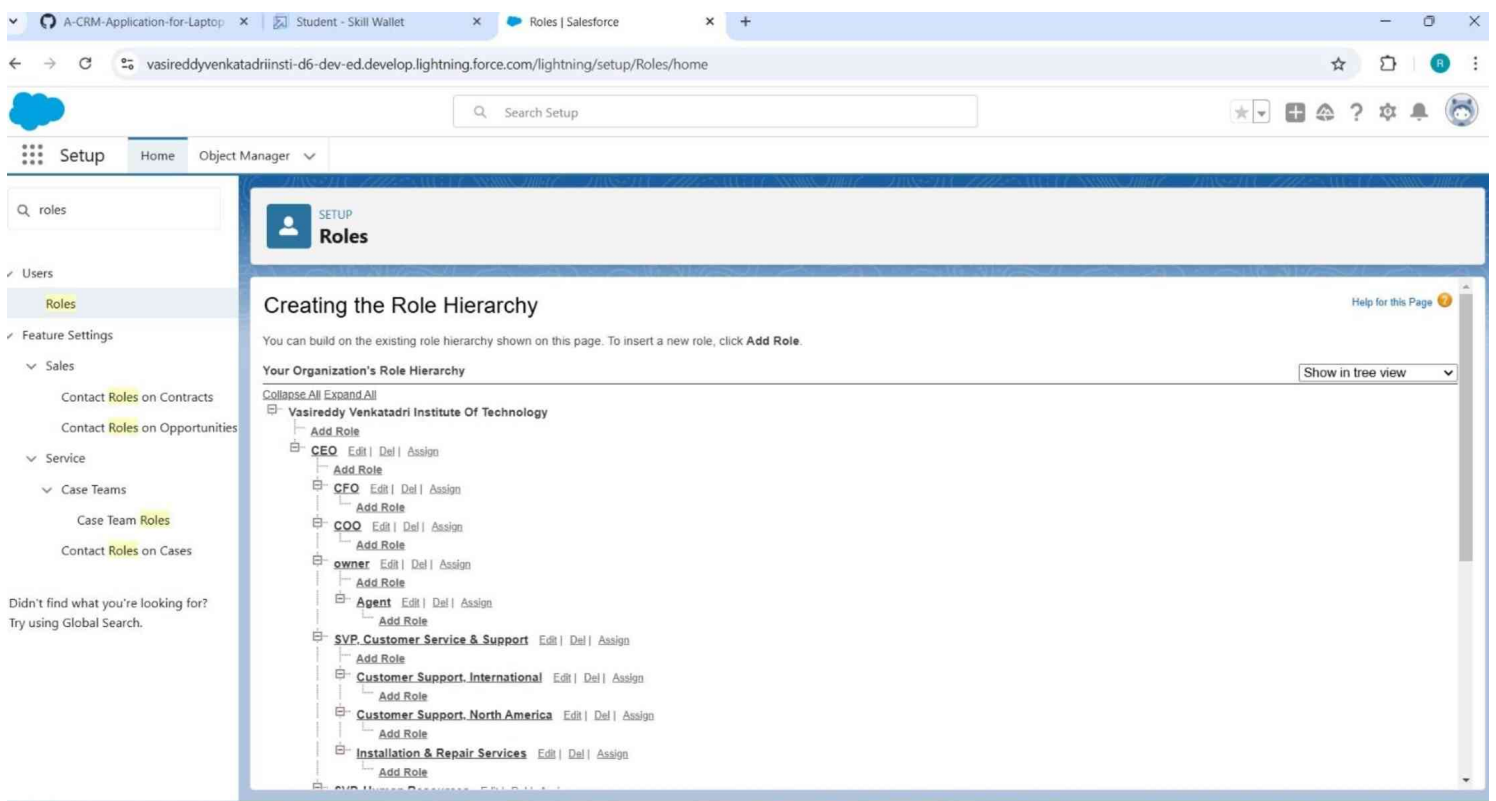 A-CRM-Application-for-Laptop
Student - Skill Wallet
Roles | Salesforce
vasireddyvenkatadriinsti-d6-dev-ed.develop.lightning.force.com/lightning/setup/Roles/home
R
Search Setup
Setup Home Object Manager
roles
Users
Roles
Feature Settings
Sales
Contact Roles on Contracts
Contact Roles on Opportunities
Service
Case Teams
Case Team Roles
Contact Roles on Cases
Didn't find what you're looking for?
Try using Global Search.
SETUP
Roles
Creating the Role Hierarchy
Help for this Page ?
You can build on the existing role hierarchy shown on this page. To insert a new role, click Add Role.
Your Organization's Role Hierarchy
Show in tree view
Collapse All Expand All
Vasireddy Venkatadri Institute Of Technology
Add Role
CEO Edit | Del | Assign
Add Role
CFO Edit | Del | Assign
Add Role
COO Edit | Del | Assign
Add Role
owner Edit | Del | Assign
Add Role
Agent Edit | Del | Assign
Add Role
SVP, Customer Service & Support Edit | Del | Assign
Add Role
Customer Support, International Edit | Del | Assign
Add Role
Customer Support, North America Edit | Del | Assign
Add Role
Installation & Repair Services Edit | Del | Assign
Add Role